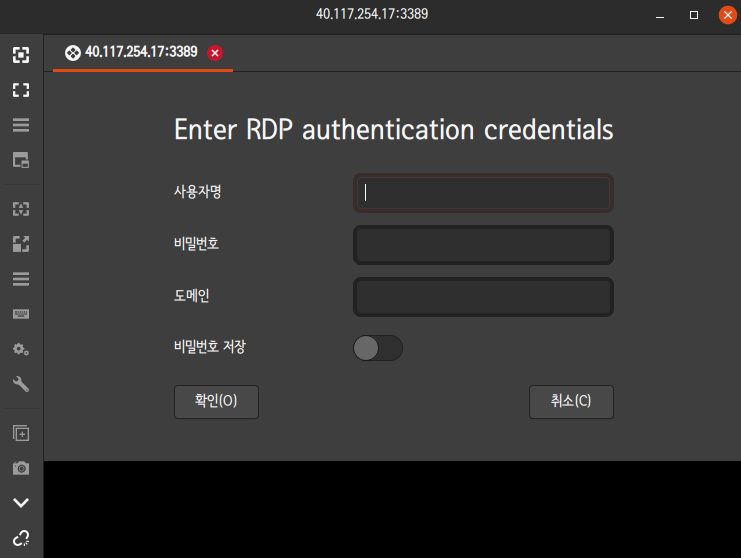 40.117.254.17:3389
40.117.254.17:3389
Enter RDP authentication credentials
사용자명
비밀번호
도메인
비밀번호 저장
확인(O) 취소(C)